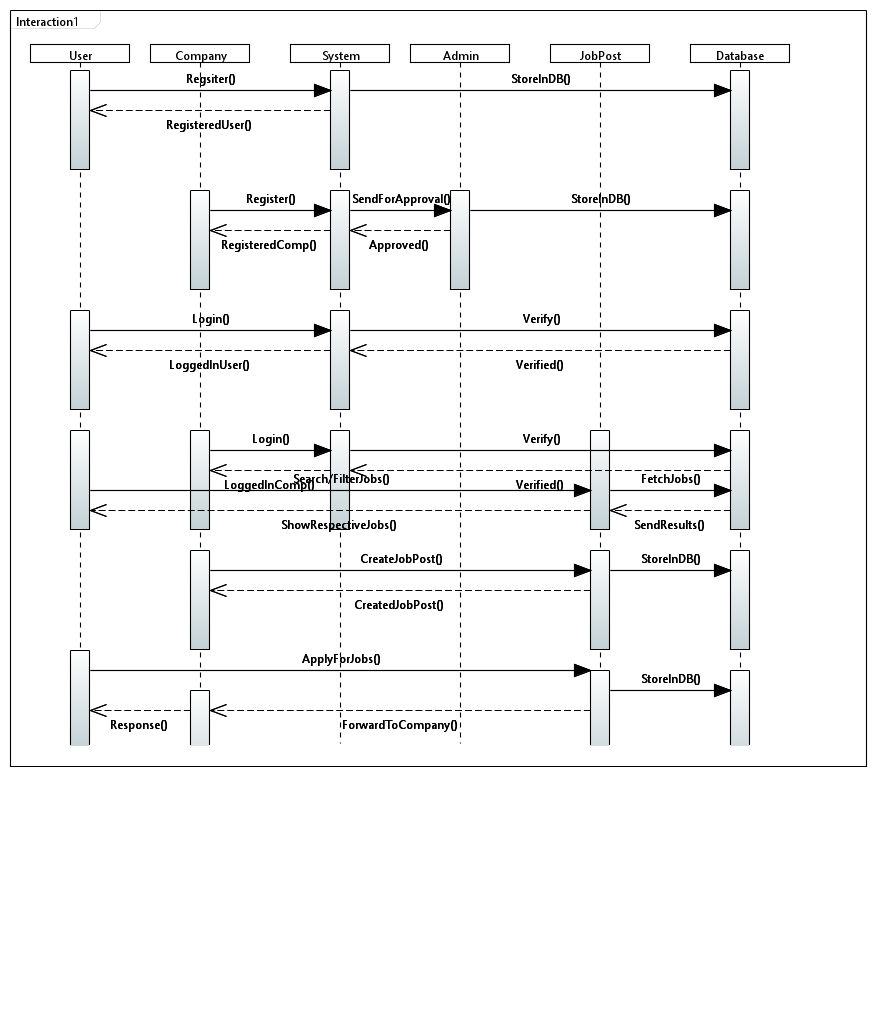 Interaction1
User Company System Admin JobPost Database
Regsiter() StoreInDB()
RegisteredUser()
Register() SendForApproval() StoreInDB()
RegisteredComp() Approved()
Login() Verify()
LoggedInUser() Verified()
Login() Verify()
Search/FilterJobs() FetchJobs()
LoggedInComp() Verified()
ShowRespectiveJobs() SendResults()
CreateJobPost() StoreInDB()
CreatedJobPost()
ApplyForJobs()
StoreInDB()
Response() ForwardToCompany()